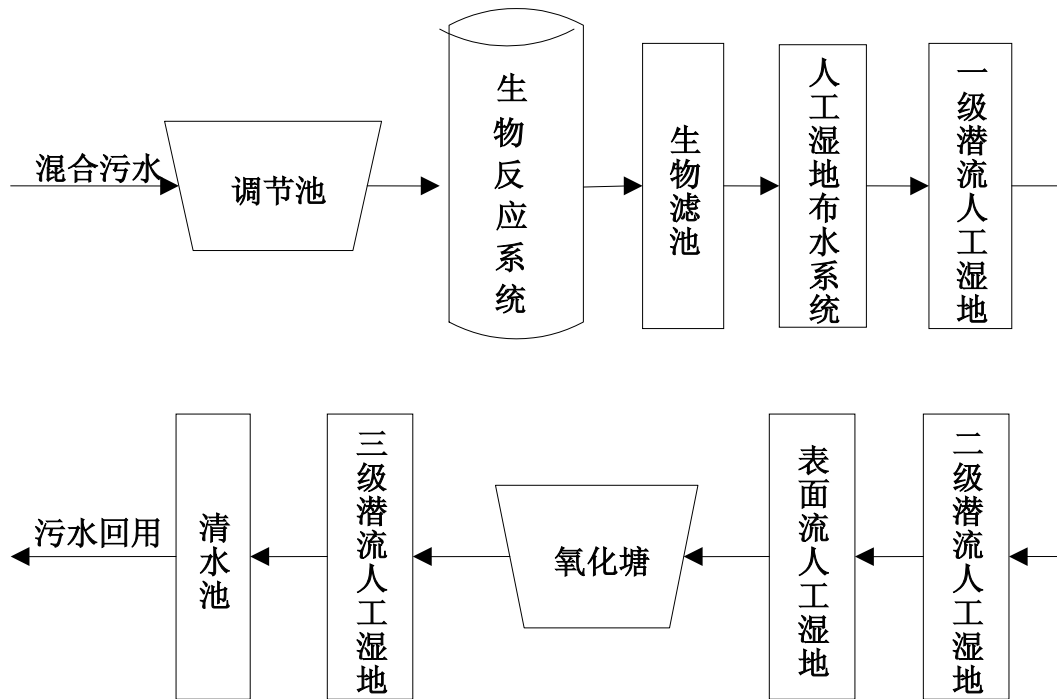 混合污水
调节池
生物反应系统
生物滤池
人工湿地布水系统
一级潜流人工湿地
二级潜流人工湿地
表面流人工湿地
氧化塘
三级潜流人工湿地
清水池
污水回用